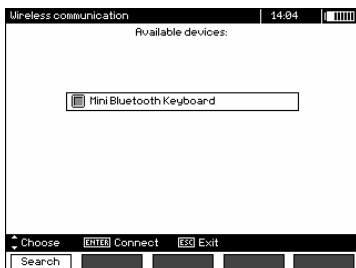 Wireless communication 14:04
Available devices:
Mini Bluetooth Keyboard
Choose ENTER Connect ESC Exit
Search